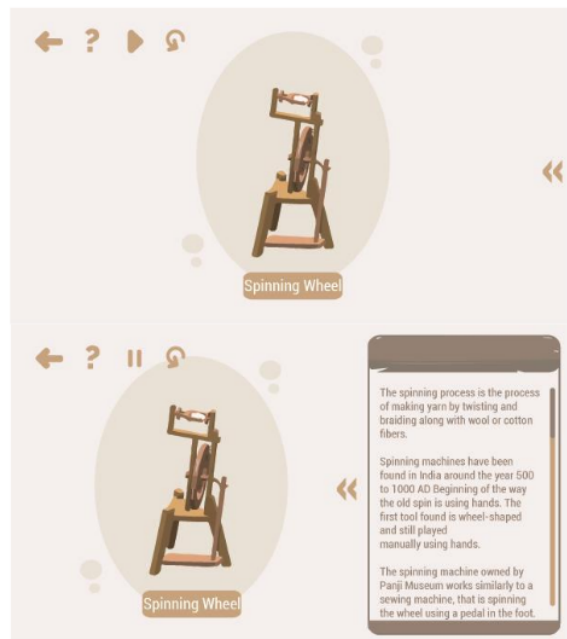 ?
Spinning Wheel
?
Spinning Wheel
The spinning process is the process
of making yarn by twisting and
braiding along with wool or cotton
fibers.
Spinning machines have been
found in India around the year 500
to 1000 AD Beginning of the way
the old spin is using hands. The
first tool found is wheel-shaped
and still played
manually using hands.
The spinning machine owned by
Panji Museum works similarly to a
sewing machine, that is spinning
the wheel using a pedal in the foot.